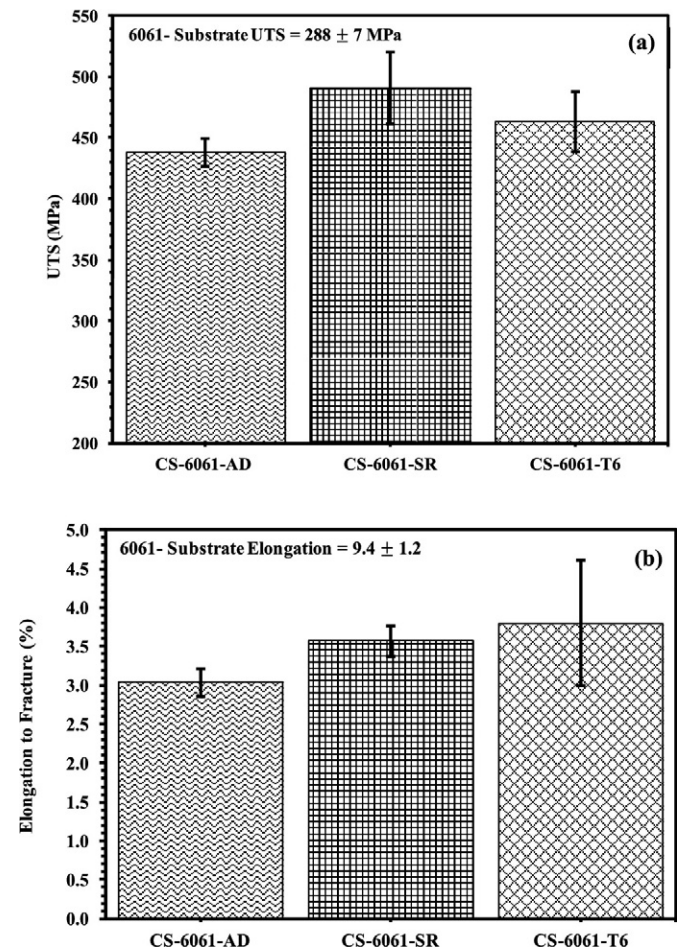 550
6061- Substrate UTS = 288 ± 7 MPa
(a)
500
450
400
UTS (MPa)
350
300
250
200
CS-6061-AD CS-6061-SR CS-6061-T6
5.0
6061- Substrate Elongation = 9.4 ± 1.2
(b)
4.5
4.0
3.5
3.0
Elongation to Fracture (%)
2.5
2.0
1.5
1.0
0.5
0.0
CS-6061-AD CS-6061-SR CS-6061-T6